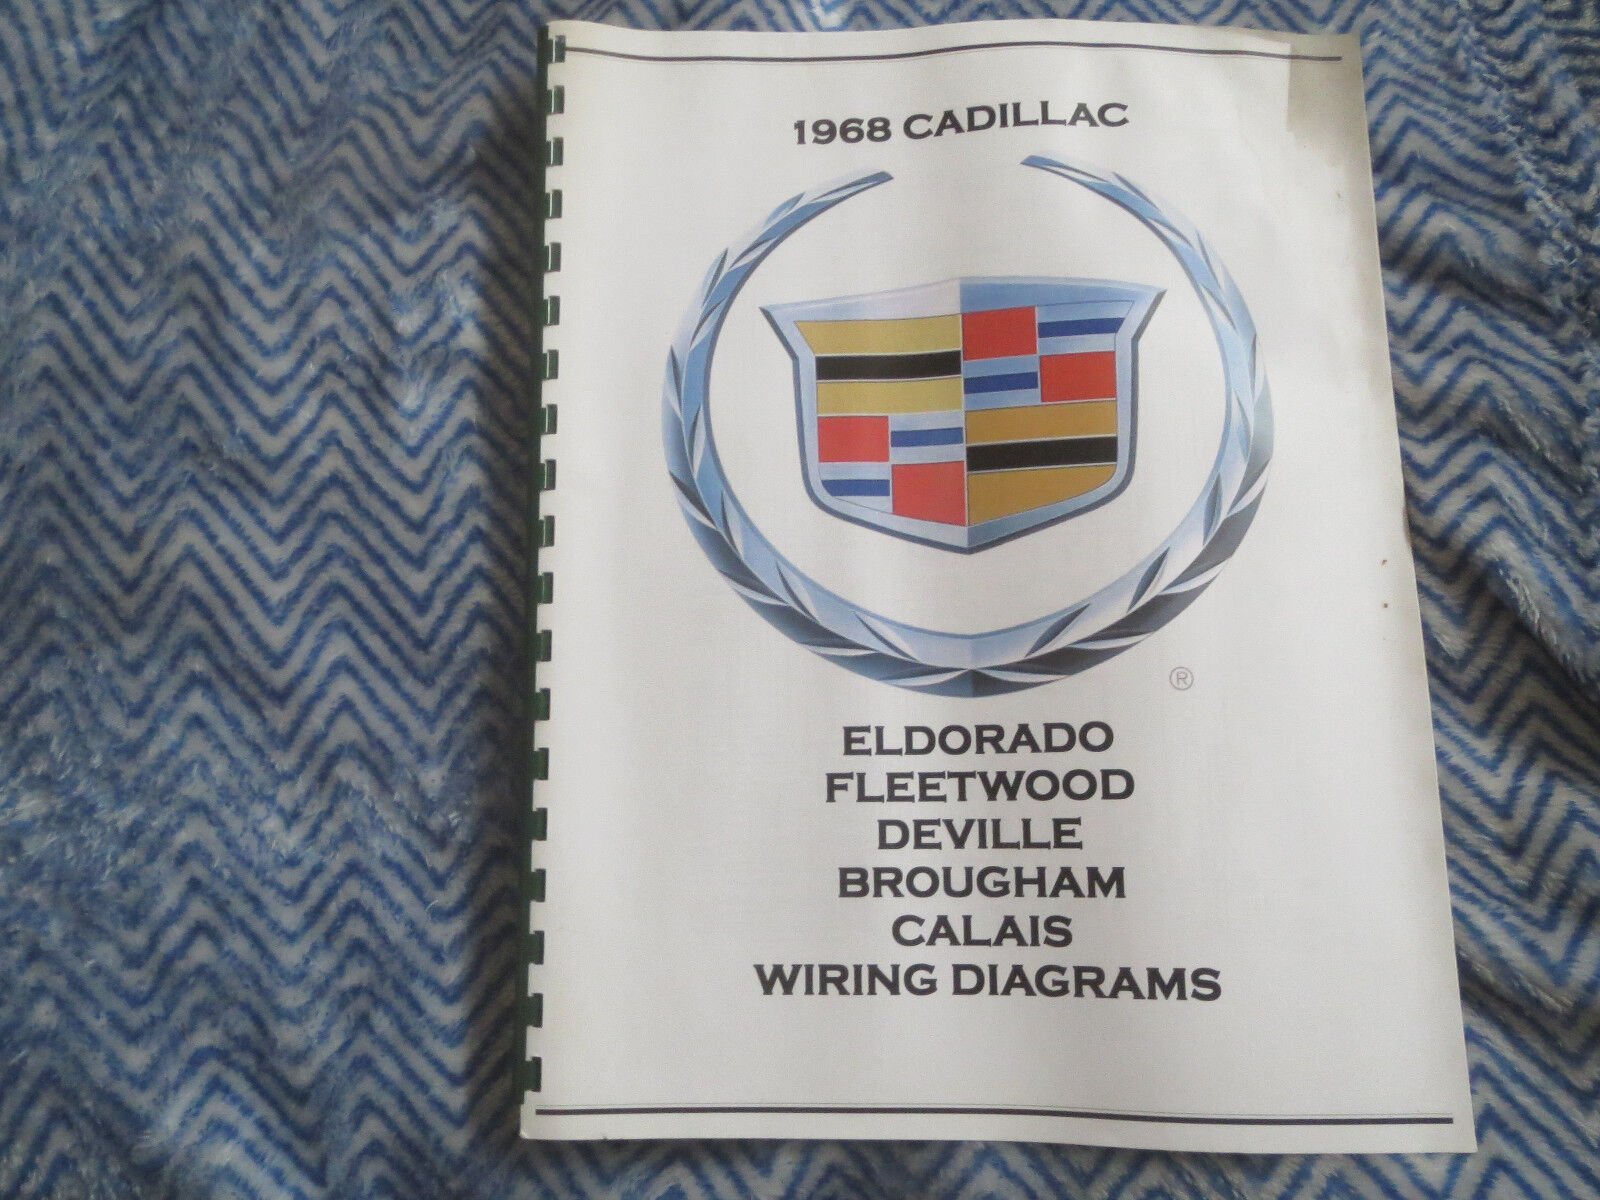 1968 CADILLAC
®
ELDORADO
FLEETWOOD
DEVILLE
BROUGHAM
CALAIS
WIRING DIAGRAMS